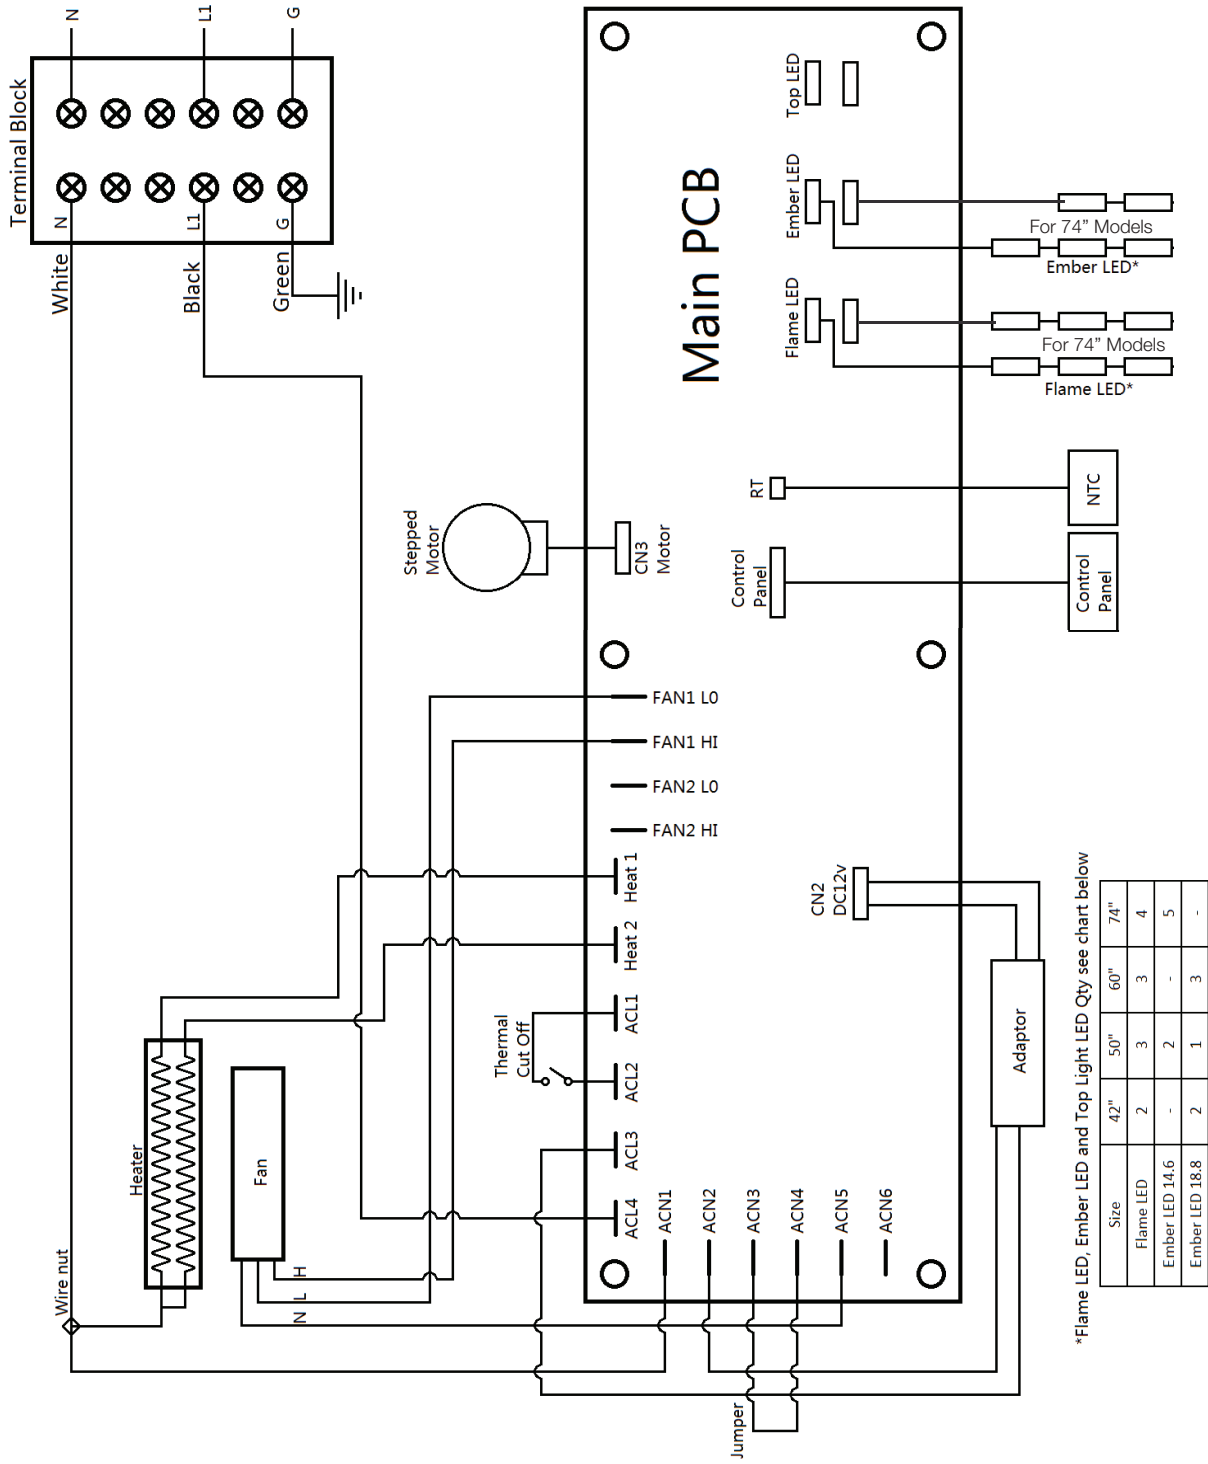 Terminal Block
N
L1
G
N
L1
G
White
Black
Green
Wire nut
Heater
Fan
N
L
H
Stepped
Motor
CN3
Motor
Main PCB
Top LED
Ember LED
Flame LED
For 74” Models
Ember LED*
For 74” Models
Flame LED*
RT
NTC
Control
Panel
Control
Panel
FAN1 L0
FAN1 HI
FAN2 L0
FAN2 HI
Heat 1
Heat 2
Thermal
Cut Off
ACL1
ACL2
ACL3
ACL4
ACN1
ACN2
ACN3
ACN4
ACN5
ACN6
Jumper
CN2
DC12v
Adaptor
*Flame LED, Ember LED and Top Light LED Qty see chart below
Size 42" 50" 60" 74"
Flame LED 2 3 3 4
Ember LED 14.6 - 2 - 5
Ember LED 18.8 2 1 3 -